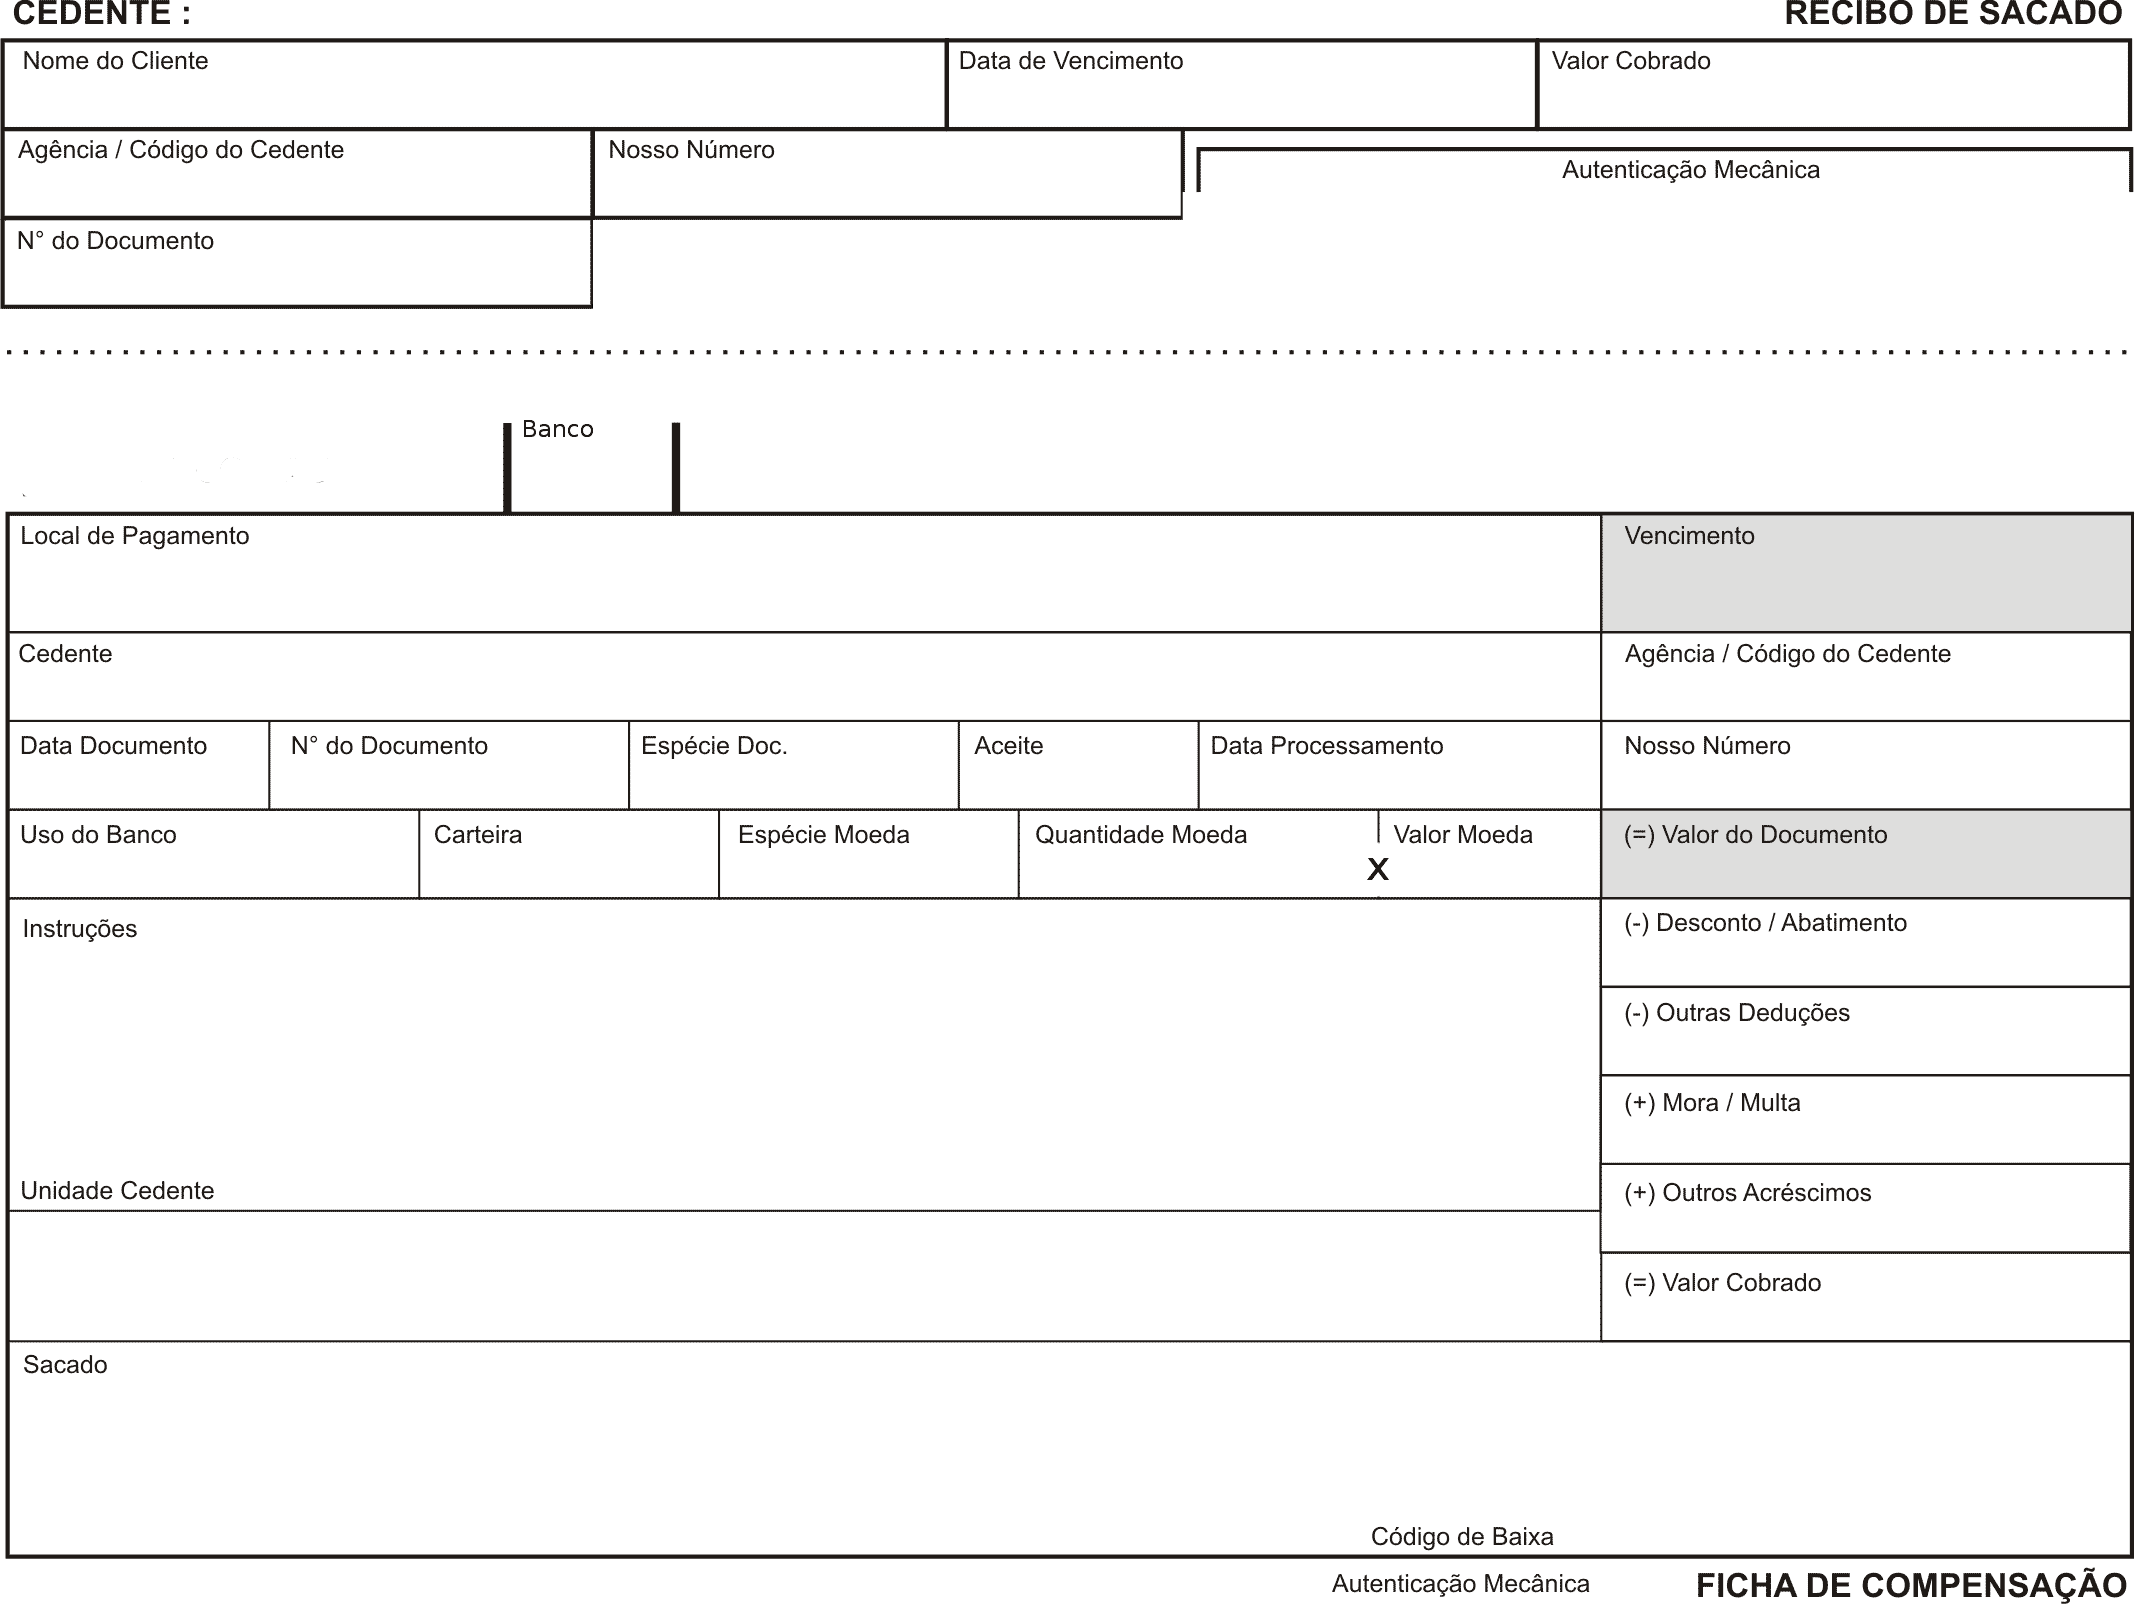 CEDENTE : RECIBO DE SACADO
Nome do Cliente Data de Vencimento Valor Cobrado
Agência / Código do Cedente Nosso Número Autenticação Mecânica
N° do Documento
Banco
Local de Pagamento Vencimento
Cedente Agência / Código do Cedente
Data Documento N° do Documento Espécie Doc. Aceite Data Processamento Nosso Número
Uso do Banco Carteira Espécie Moeda Quantidade Moeda Valor Moeda (=) Valor do Documento
X
Instruções (-) Desconto / Abatimento
(-) Outras Deduções
(+) Mora / Multa
Unidade Cedente (+) Outros Acréscimos
(=) Valor Cobrado
Sacado
Código de Baixa
Autenticação Mecânica FICHA DE COMPENSAÇÃO